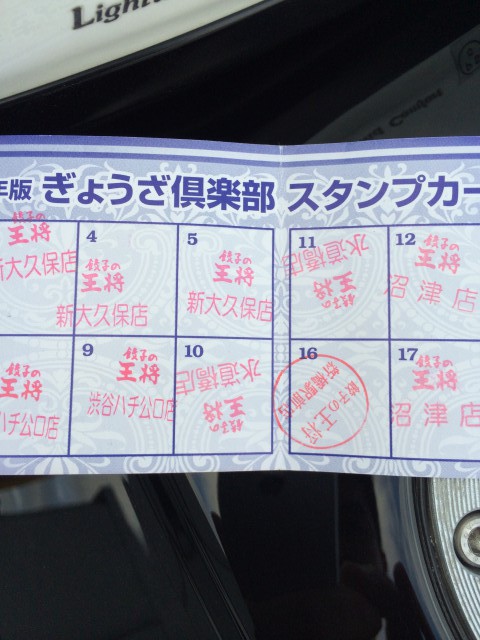 Light
年版 ぎょうざ倶楽部 スタンプカー
餃子の
王将
新大久保店
4
餃子の
王将
新大久保店
5
餃子の
王将
新大久保店
11
餃子の
王将
水道橋店
12
餃子の
王将
沼津店
餃子の
王将
ハチ公口店
9
餃子の
王将
渋谷ハチ公口店
10
餃子の
王将
水道橋店
16
餃子の王将
17
餃子の
王将
沼津店